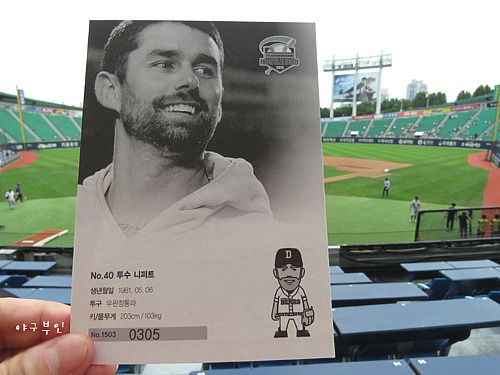 No.40 투수 니퍼트
생년월일 1981. 05. 06
투구 우완정통파
키/몸무게 203cm / 103kg
No.1503 0305
D
BEARS
야구부인